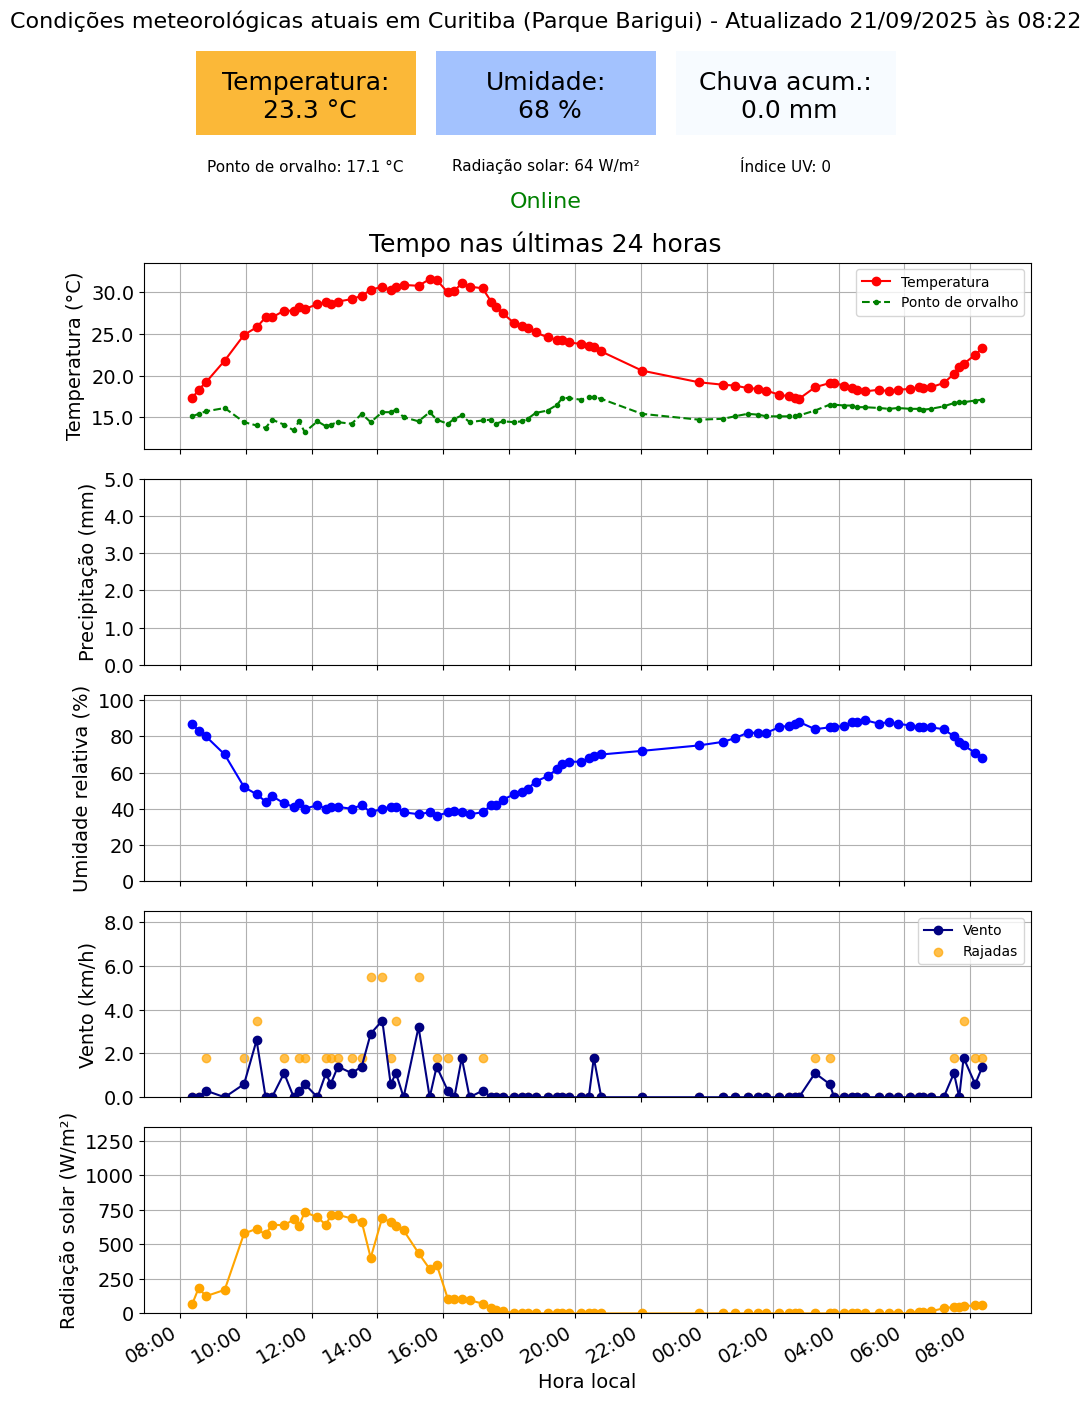 Condições meteorológicas atuais em Curitiba (Parque Barigui) - Atualizado 21/09/2025 às 08:22
Temperatura:
23.3 °C
Umidade:
68 %
Chuva acum.:
0.0 mm
Ponto de orvalho: 17.1 °C
Radiação solar: 64 W/m²
Índice UV: 0
Online
Tempo nas últimas 24 horas
Temperatura (°C)
30.0
25.0
20.0
15.0
Temperatura
Ponto de orvalho
Precipitação (mm)
5.0
4.0
3.0
2.0
1.0
0.0
Umidade relativa (%)
100
80
60
40
20
0
Vento (km/h)
8.0
6.0
4.0
2.0
0.0
Vento
Rajadas
Radiação solar (W/m²)
1250
1000
750
500
250
0
08:00
10:00
12:00
14:00
16:00
18:00
20:00
22:00
00:00
02:00
04:00
06:00
08:00
Hora local